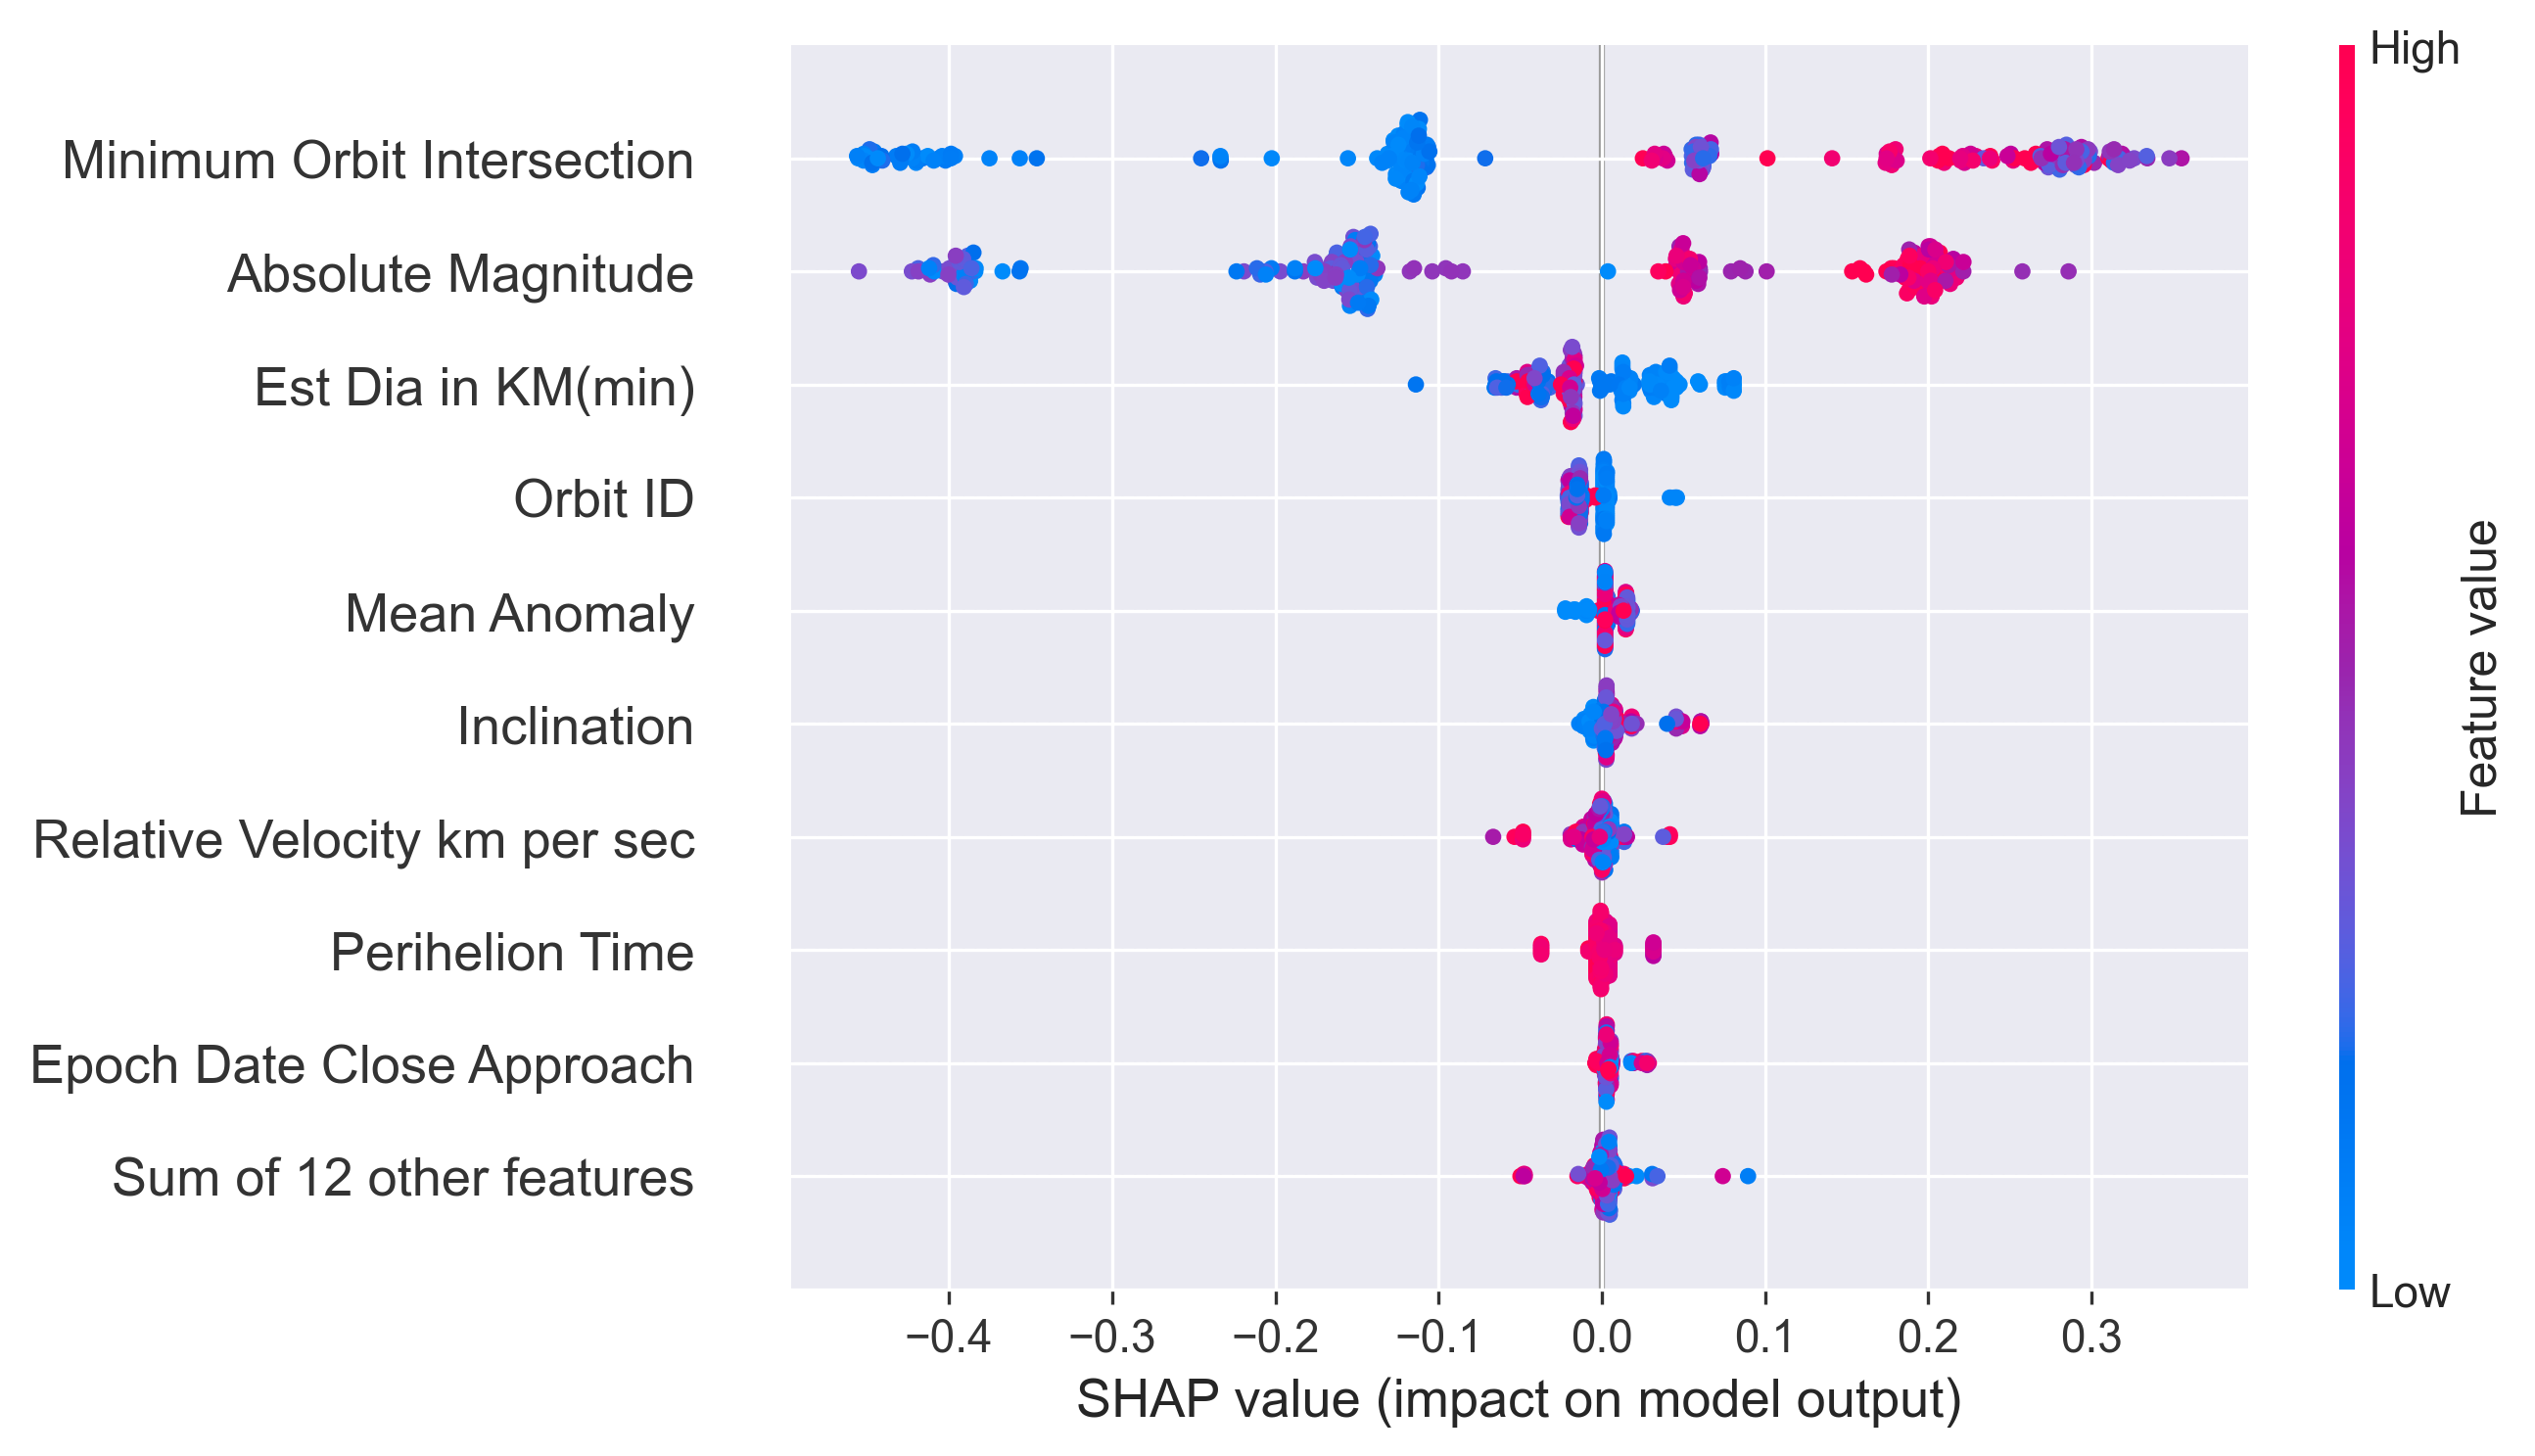 High
Minimum Orbit Intersection
Absolute Magnitude
Est Dia in KM(min)
Orbit ID
Mean Anomaly
Inclination
Relative Velocity km per sec
Perihelion Time
Epoch Date Close Approach
Sum of 12 other features
Feature value
Low
−0.4 −0.3 −0.2 −0.1 0.0 0.1 0.2 0.3
SHAP value (impact on model output)